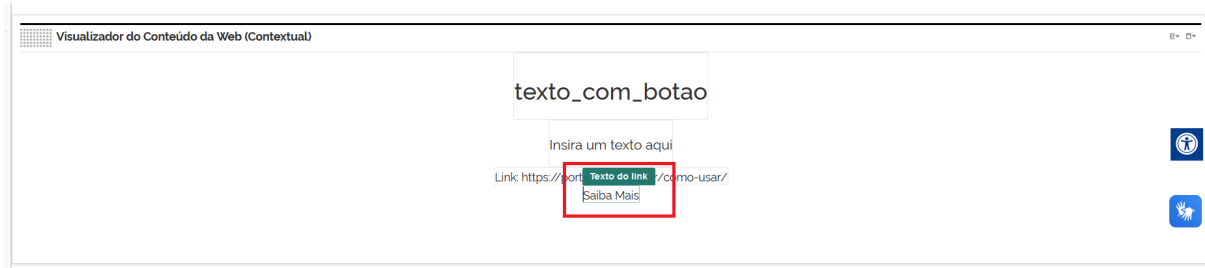 Visualizador do Conteúdo da Web (Contextual)
texto_com_botao
Insira um texto aqui
Link: https://port r/como-usar/
Texto do link
Saiba Mais